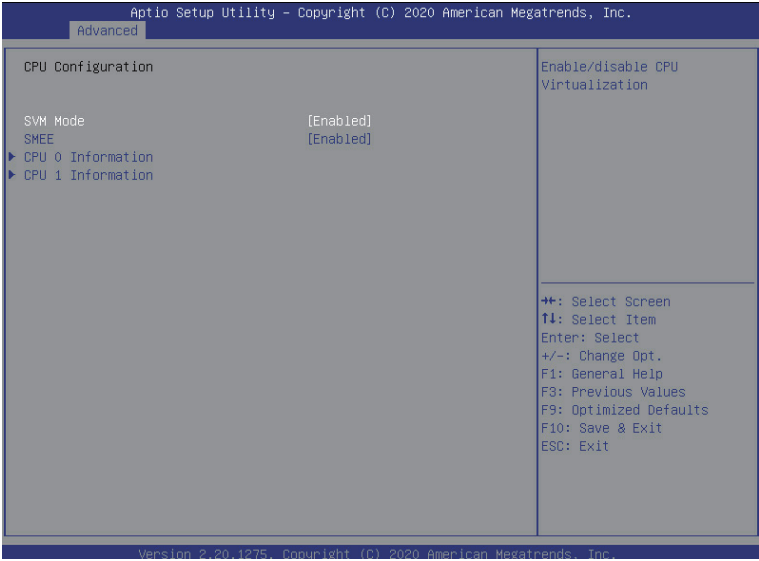 Aptio Setup Utility – Copyright (C) 2020 American Megatrends, Inc.
Advanced
CPU Configuration
SVM Mode [Enabled]
SMEE [Enabled]
CPU 0 Information
CPU 1 Information
Enable/disable CPU
Virtualization
→←: Select Screen
↑↓: Select Item
Enter: Select
+/-: Change Opt.
F1: General Help
F3: Previous Values
F9: Optimized Defaults
F10: Save & Exit
ESC: Exit
Version 2.20.1275. Copyright (C) 2020 American Megatrends, Inc.